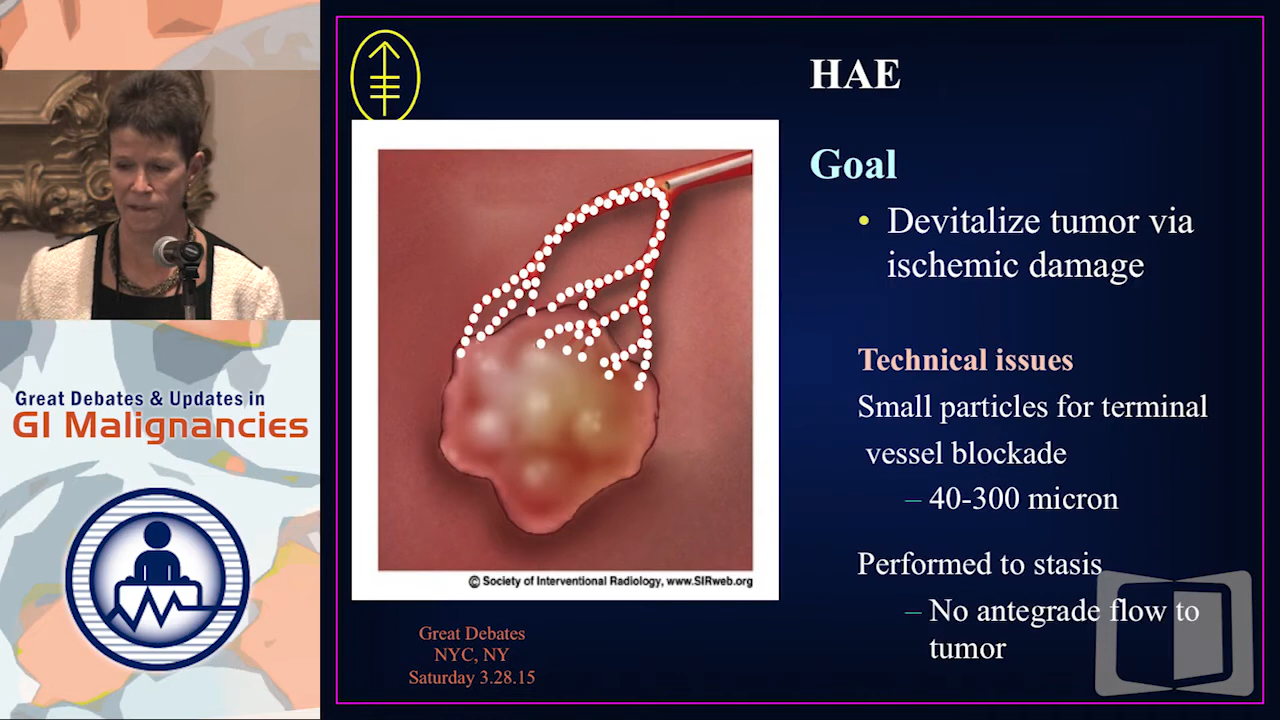 HAE
Goal
• Devitalize tumor via
ischemic damage
Technical issues
Small particles for terminal
vessel blockade
– 40-300 micron
Performed to stasis
– No antegrade flow to
tumor
© Society of Interventional Radiology, www.SIRweb.org
Great Debates
NYC, NY
Saturday 3.28.15
Great Debates & Updates in
GI Malignancies